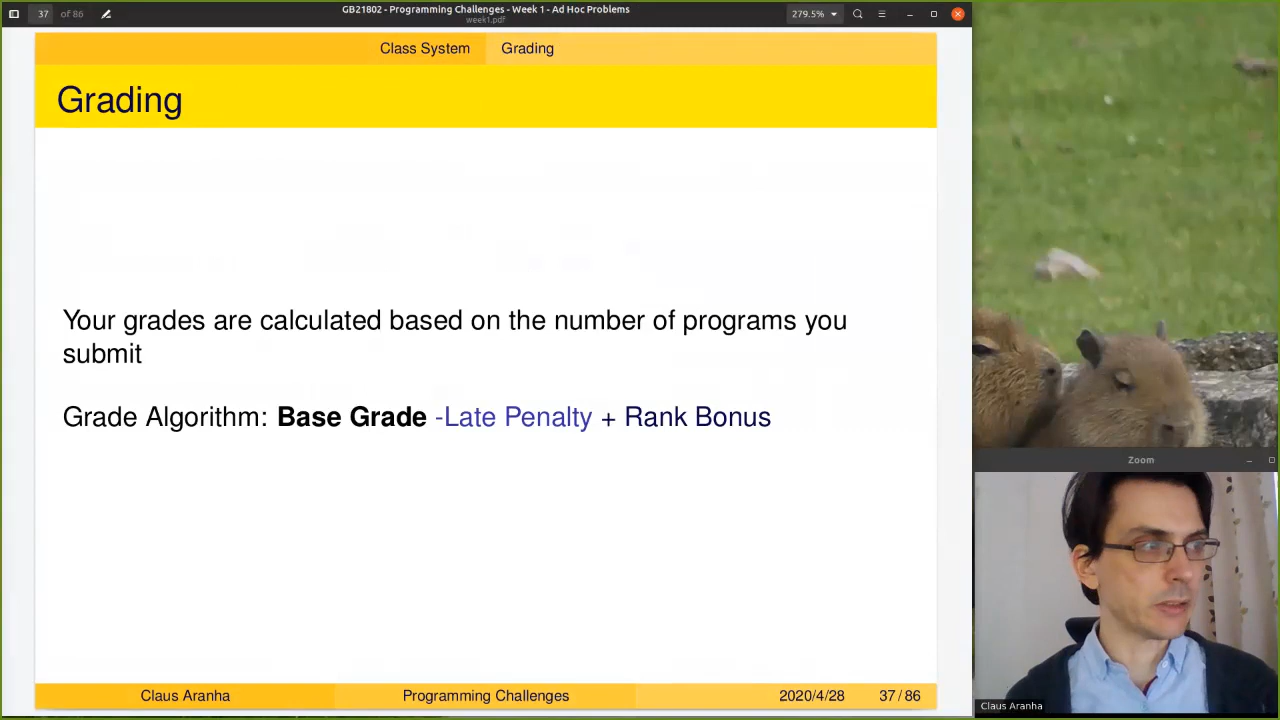 37 of 86
GB21802 - Programming Challenges - Week 1 - Ad Hoc Problems
week1.pdf
279.5%
Class System Grading
Grading
Your grades are calculated based on the number of programs you
submit
Grade Algorithm: Base Grade -Late Penalty + Rank Bonus
Claus Aranha Programming Challenges 2020/4/28 37 / 86
Zoom
Claus Aranha